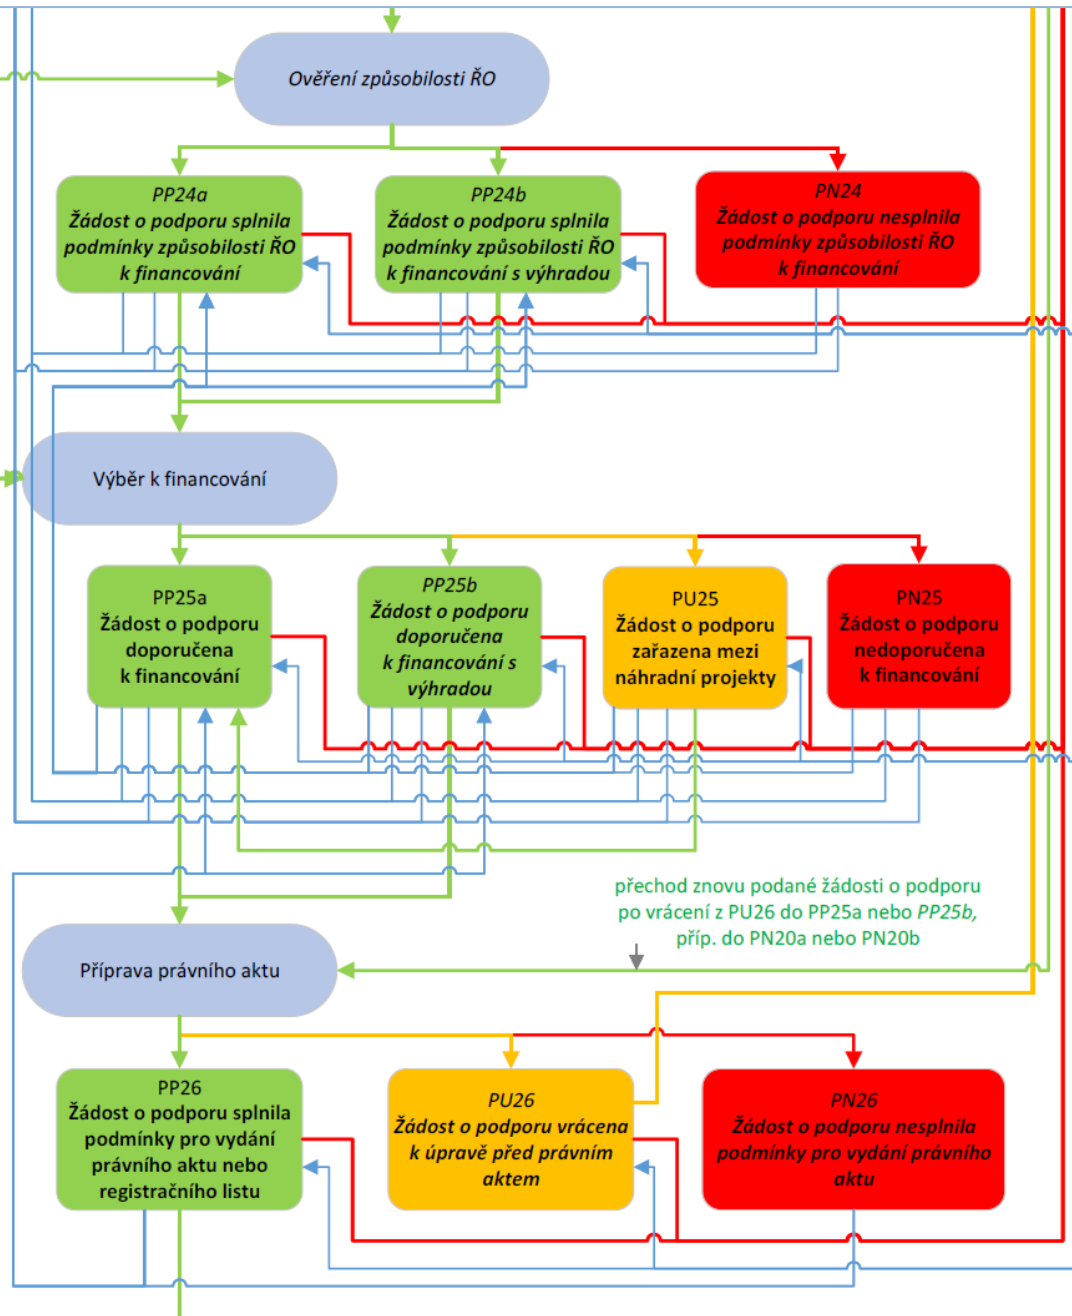 Ověření způsobilosti ŘO
PP24a
Žádost o podporu splnila
podmínky způsobilosti ŘO
k financování
PP24b
Žádost o podporu splnila
podmínky způsobilosti ŘO
k financování s výhradou
PN24
Žádost o podporu nesplnila
podmínky způsobilosti ŘO
k financování
Výběr k financování
PP25a
Žádost o podporu
doporučena
k financování
PP25b
Žádost o podporu
doporučena
k financování s
výhradou
PU25
Žádost o podporu
zařazena mezi
náhradní projekty
PN25
Žádost o podporu
nedoporučena
k financování
přechod znovu podané žádosti o podporu
po vrácení z PU26 do PP25a nebo PP25b,
příp. do PN20a nebo PN20b
Příprava právního aktu
PP26
Žádost o podporu splnila
podmínky pro vydání
právního aktu nebo
registračního listu
PU26
Žádost o podporu vrácena
k úpravě před právním
aktem
PN26
Žádost o podporu nesplnila
podmínky pro vydání právního
aktu